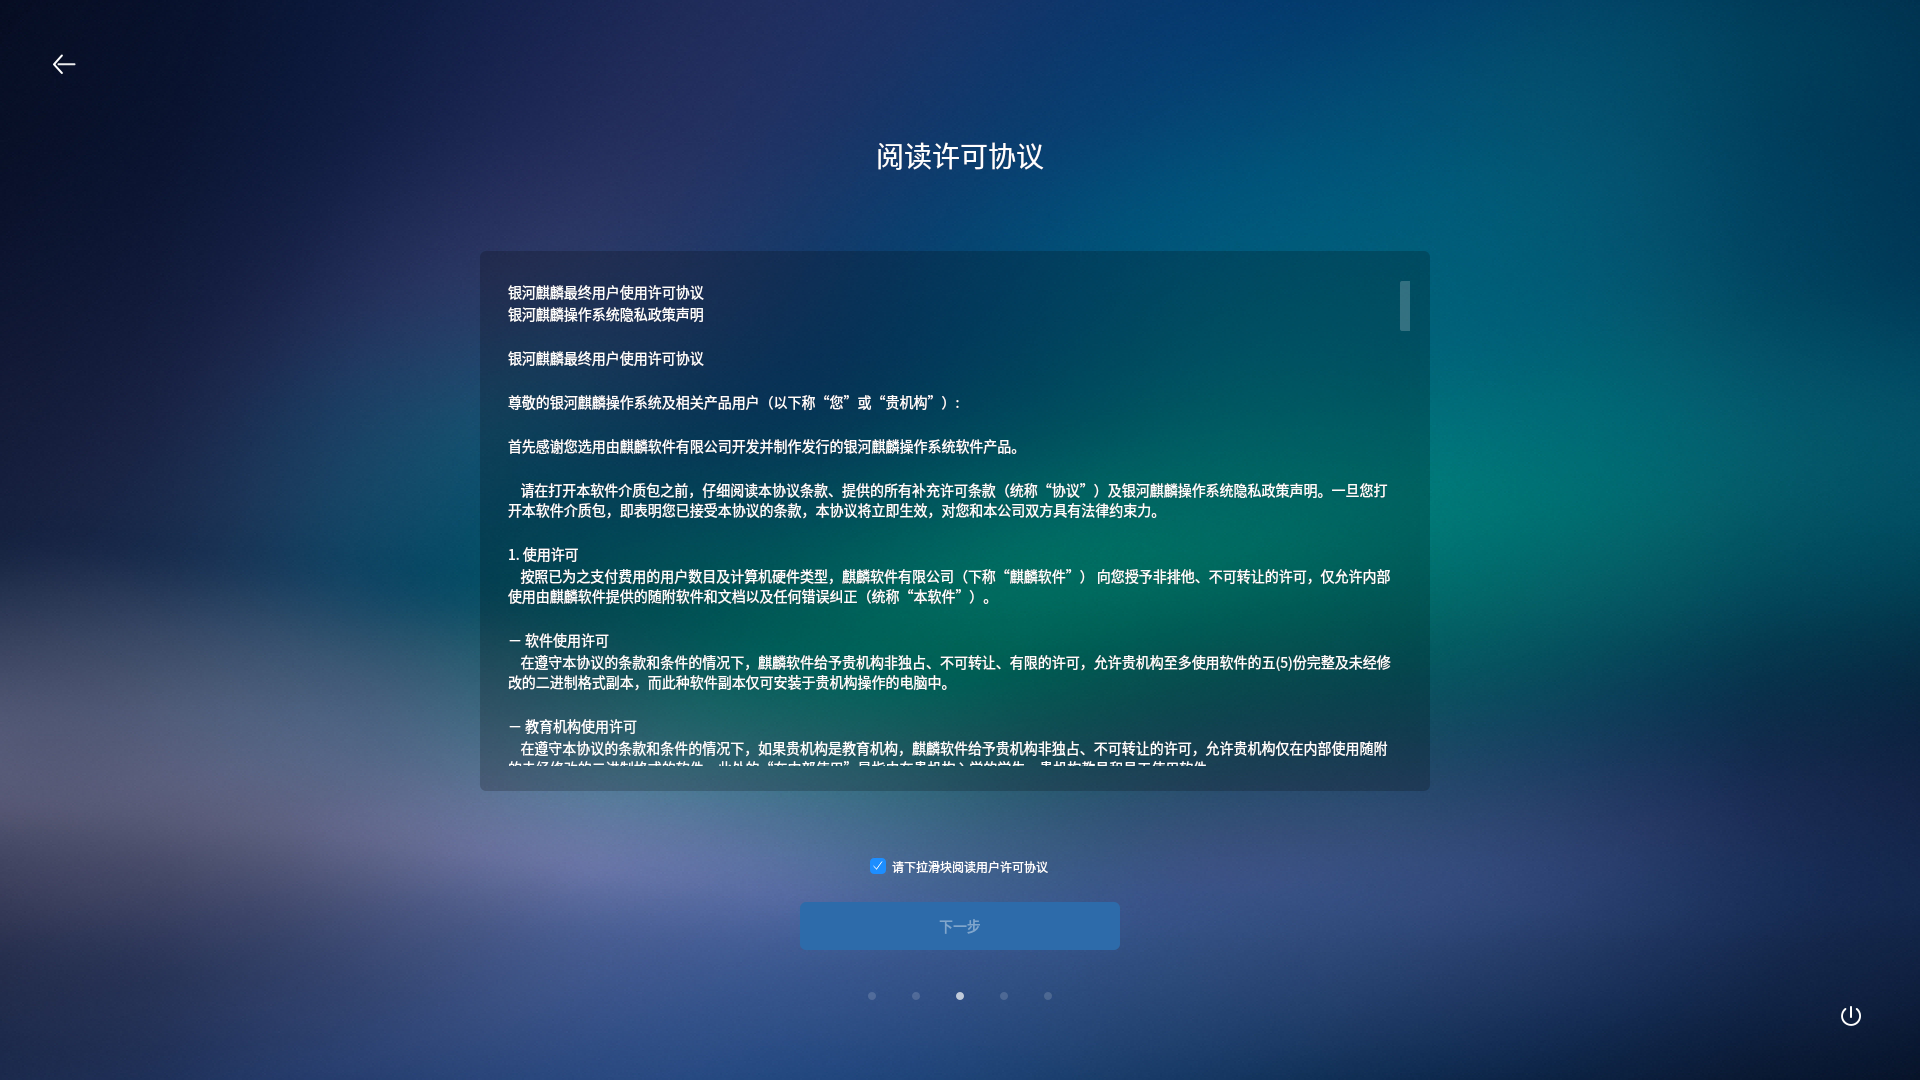 阅读许可协议
银河麒麟最终用户使用许可协议
银河麒麟操作系统隐私政策声明
银河麒麟最终用户使用许可协议
尊敬的银河麒麟操作系统及相关产品用户（以下称“您”或“贵机构”）:
首先感谢您选用由麒麟软件有限公司开发并制作发行的银河麒麟操作系统软件产品。
请在打开本软件介质包之前，仔细阅读本协议条款、提供的所有补充许可条款（统称“协议”）及银河麒麟操作系统隐私政策声明。一旦您打
开本软件介质包，即表明您已接受本协议的条款，本协议将立即生效，对您和本公司双方具有法律约束力。
1. 使用许可
按照已为之支付费用的用户数目及计算机硬件类型，麒麟软件有限公司（下称“麒麟软件”） 向您授予非排他、不可转让的许可，仅允许内部
使用由麒麟软件提供的随附软件和文档以及任何错误纠正（统称“本软件”）。
－ 软件使用许可
在遵守本协议的条款和条件的情况下，麒麟软件给予贵机构非独占、不可转让、有限的许可，允许贵机构至多使用软件的五(5)份完整及未经修
改的二进制格式副本，而此种软件副本仅可安装于贵机构操作的电脑中。
－ 教育机构使用许可
在遵守本协议的条款和条件的情况下，如果贵机构是教育机构，麒麟软件给予贵机构非独占、不可转让的许可，允许贵机构仅在内部使用随附
请下拉滑块阅读用户许可协议
下一步